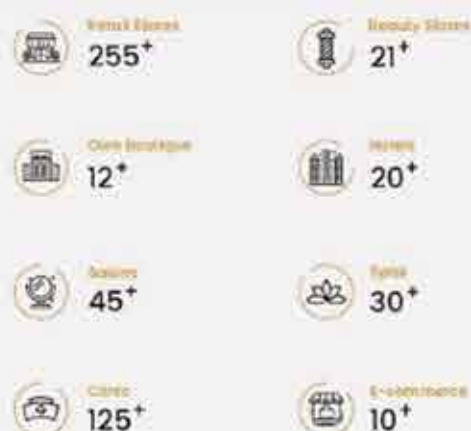 Retail Stores
255+
Beauty Stores
21+
Own Boutique
12+
Hotels
20+
Salons
45+
Spas
30+
Clinic
125+
E-commerce
10+